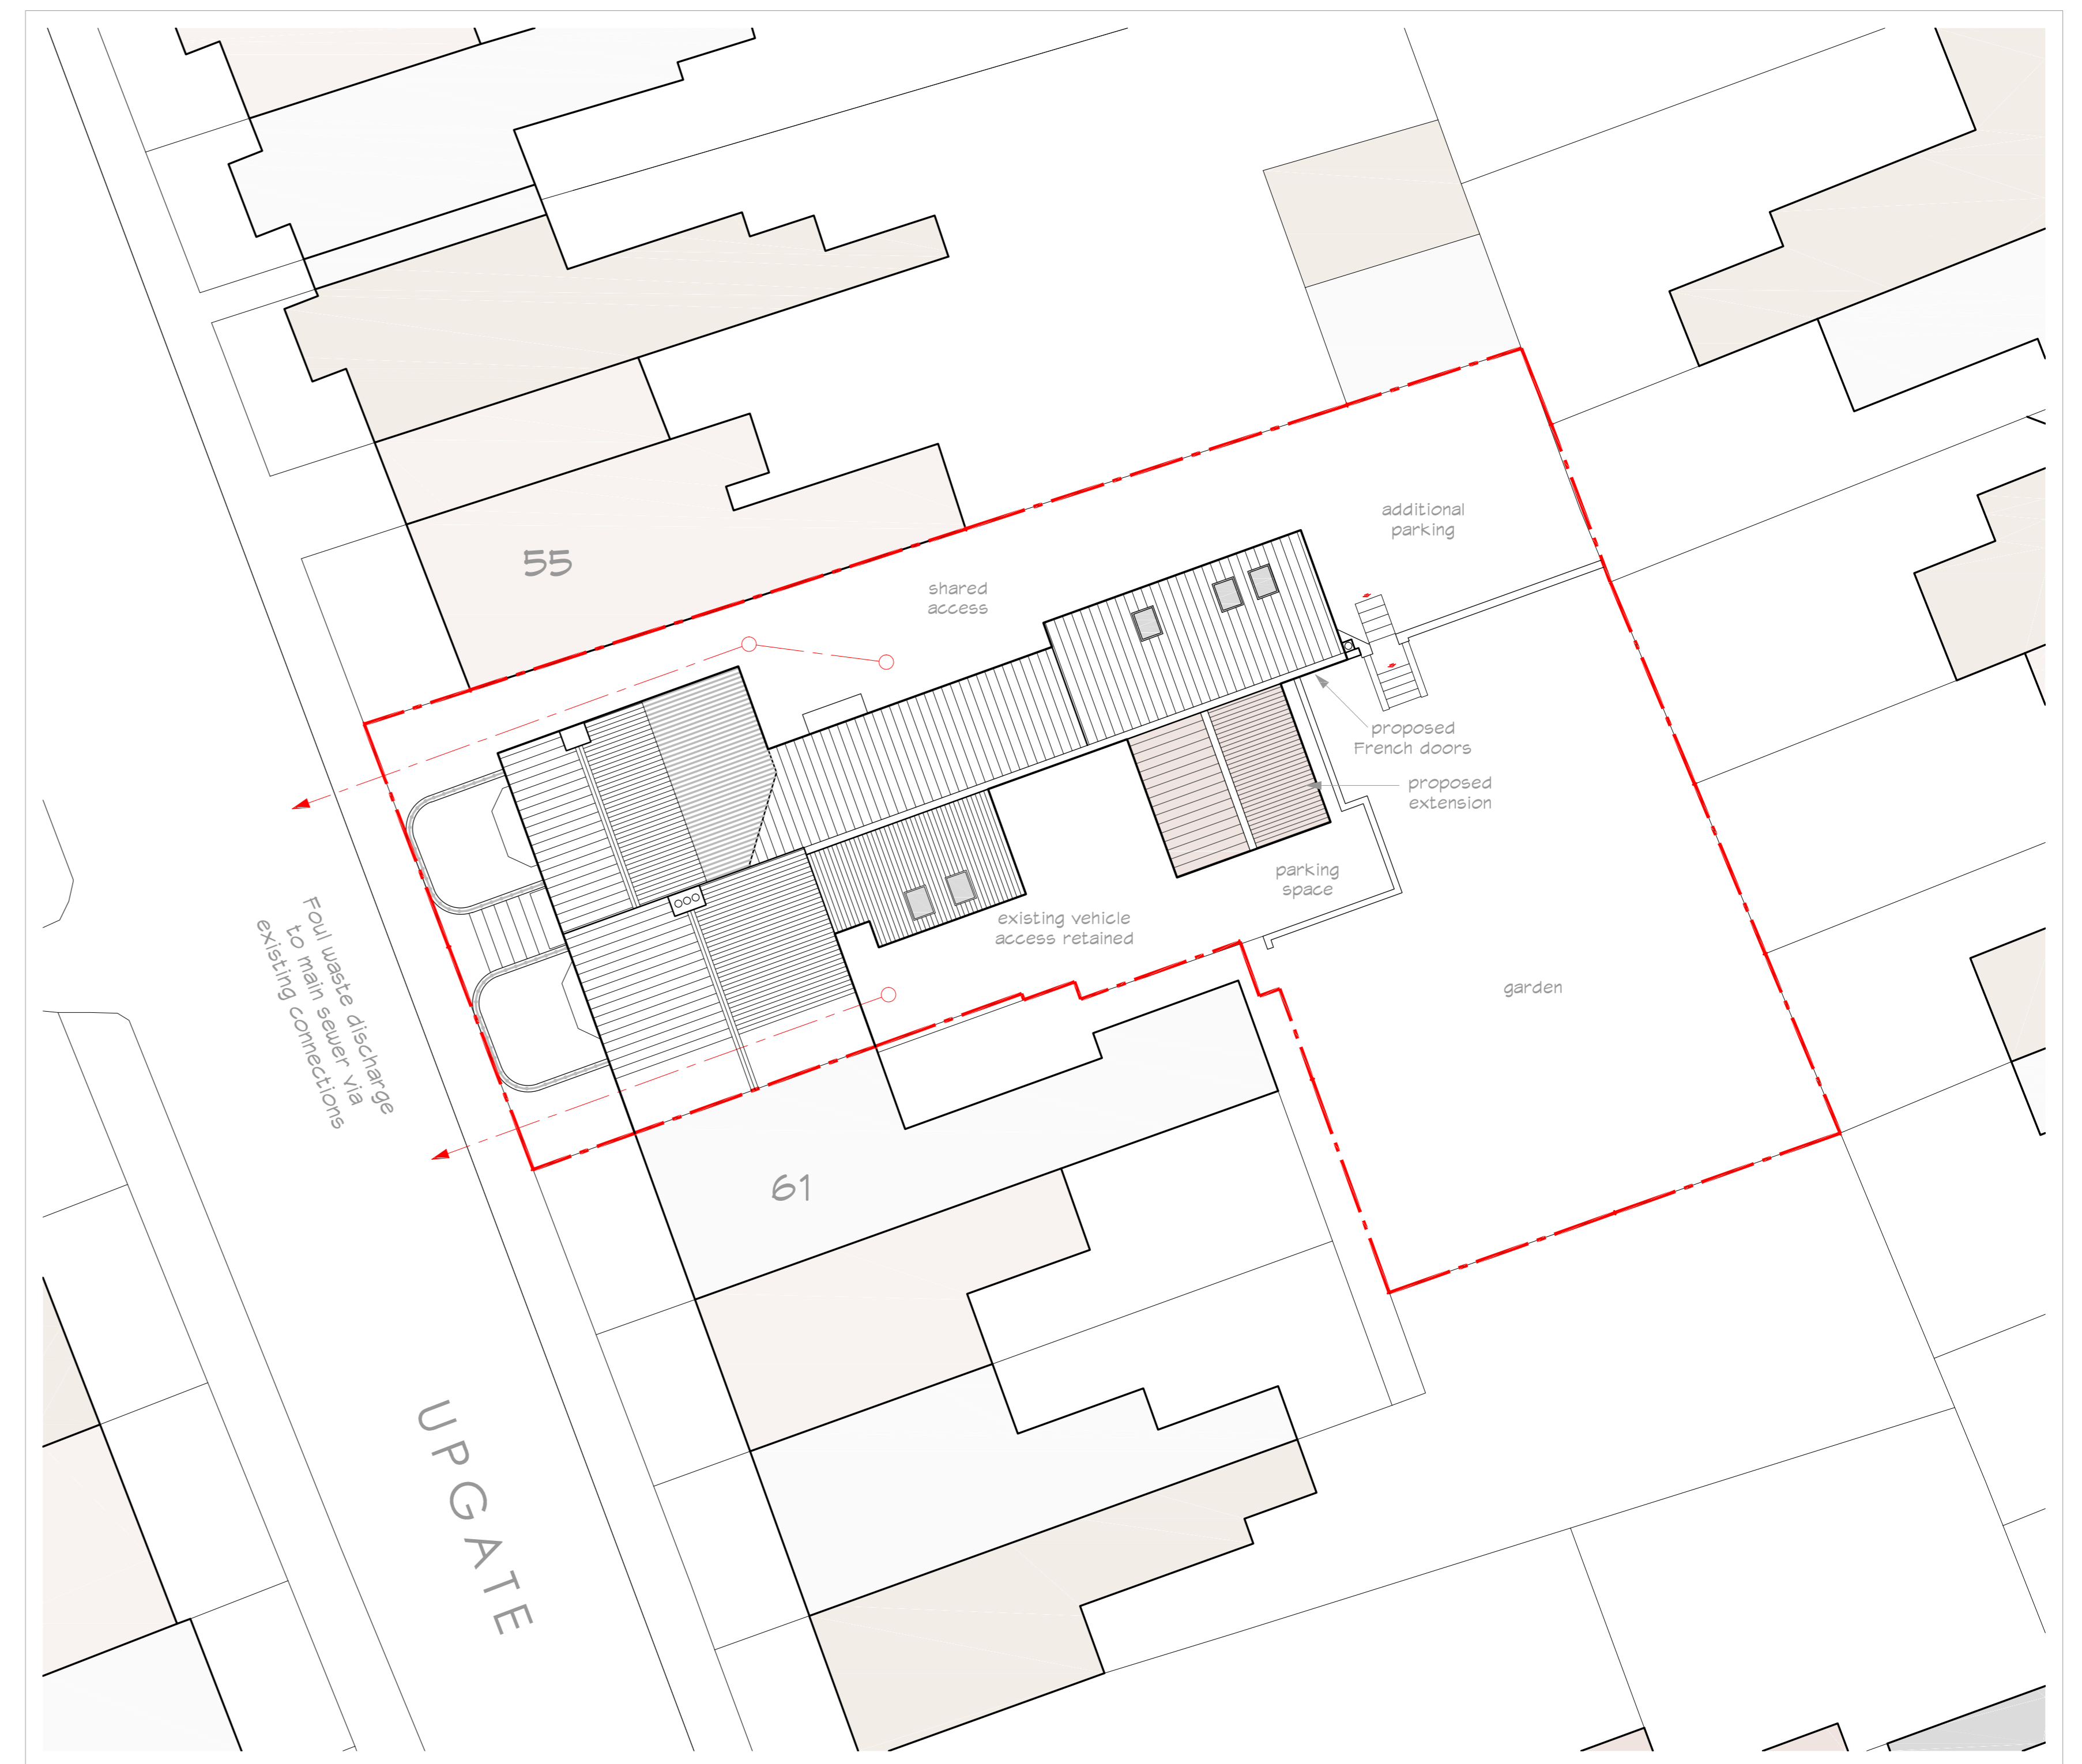 additional
parking
55
shared
access
proposed
French doors
proposed
extension
parking
space
existing vehicle
access retained
Foul waste discharge
to main sewer via
existing connections
garden
61
UPGATE